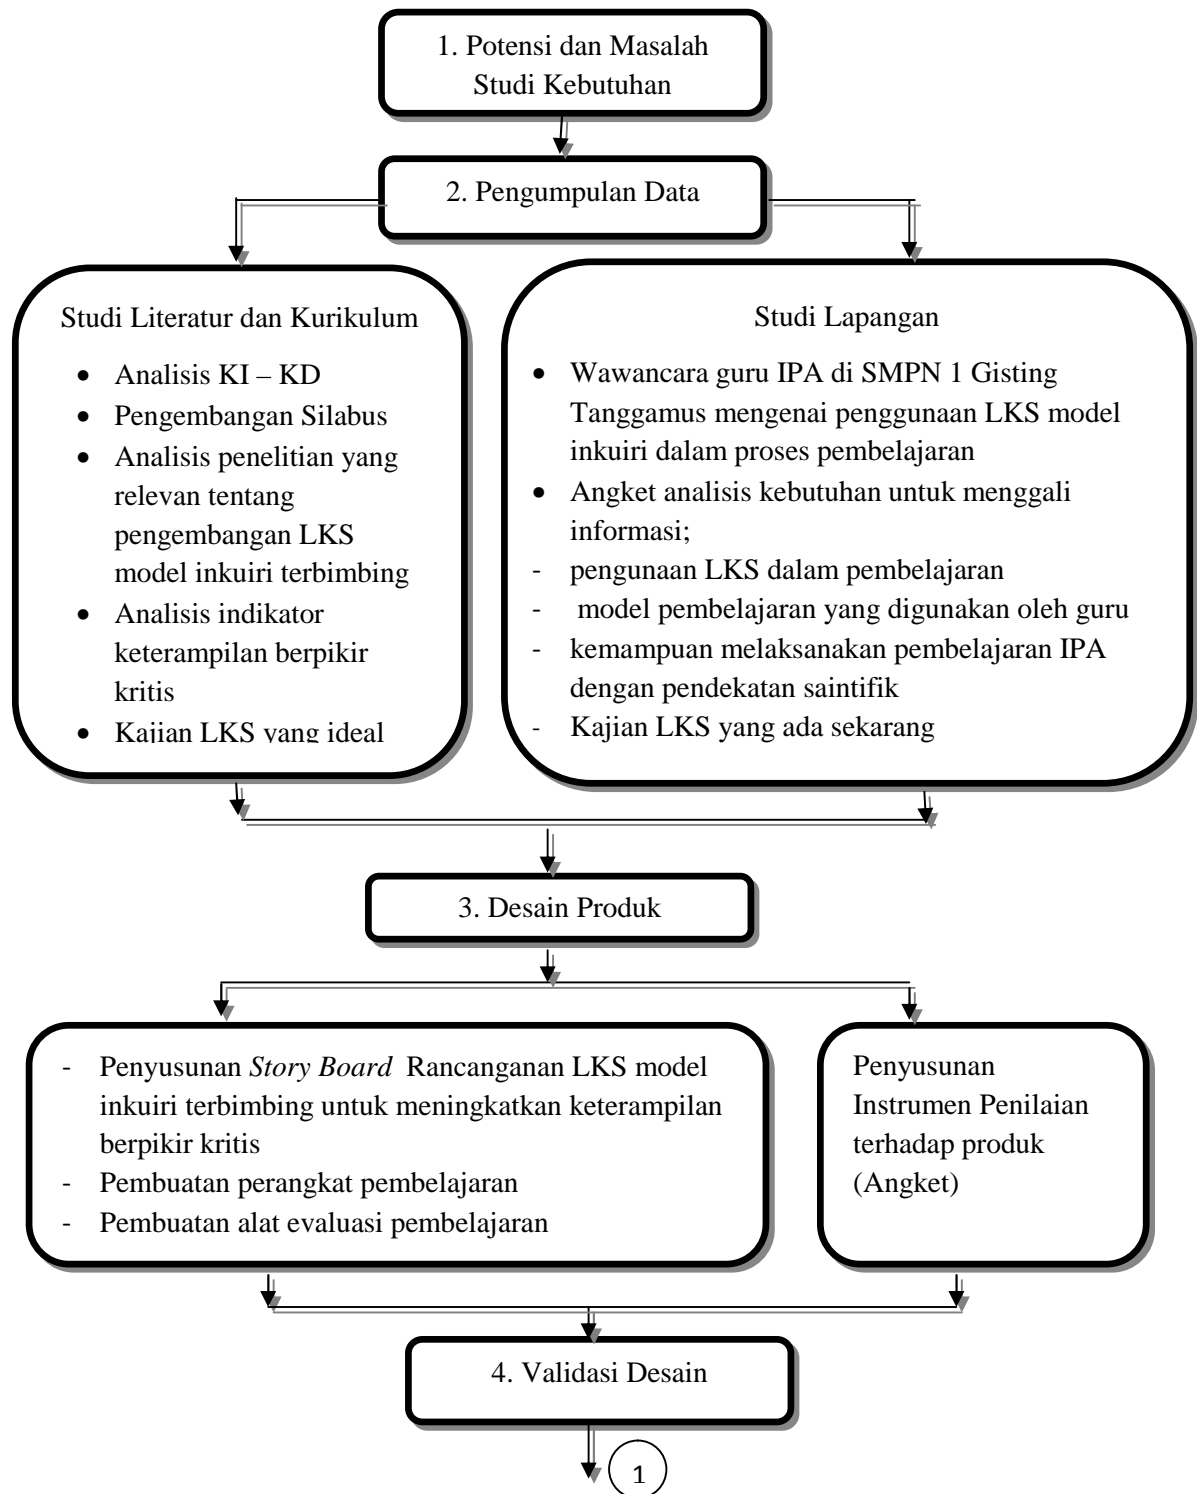 1. Potensi dan Masalah
Studi Kebutuhan
2. Pengumpulan Data
Studi Literatur dan Kurikulum
• Analisis KI – KD
• Pengembangan Silabus
• Analisis penelitian yang
relevan tentang
pengembangan LKS
model inkuiri terbimbing
• Analisis indikator
keterampilan berpikir
kritis
• Kajian LKS yang ideal
Studi Lapangan
• Wawancara guru IPA di SMPN 1 Gisting
Tanggamus mengenai penggunaan LKS model
inkuiri dalam proses pembelajaran
• Angket analisis kebutuhan untuk menggali
informasi;
- pengunaan LKS dalam pembelajaran
- model pembelajaran yang digunakan oleh guru
- kemampuan melaksanakan pembelajaran IPA
dengan pendekatan saintifik
- Kajian LKS yang ada sekarang
3. Desain Produk
- Penyusunan Story Board Rancanganan LKS model
inkuiri terbimbing untuk meningkatkan keterampilan
berpikir kritis
- Pembuatan perangkat pembelajaran
- Pembuatan alat evaluasi pembelajaran
Penyusunan
Instrumen Penilaian
terhadap produk
(Angket)
4. Validasi Desain
1